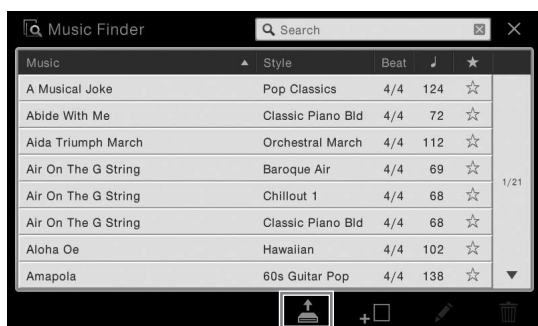 Music Finder Search
Music Style Beat ♩ ★
A Musical Joke Pop Classics 4/4 124 ☆
Abide With Me Classic Piano Bld 4/4 72 ☆
Aida Triumph March Orchestral March 4/4 112 ☆
Air On The G String Baroque Air 4/4 69 ☆
Air On The G String Chillout 1 4/4 68 ☆
Air On The G String Classic Piano Bld 4/4 68 ☆
Aloha Oe Hawaiian 4/4 102 ☆
Amapola 60s Guitar Pop 4/4 138 ☆
1/21